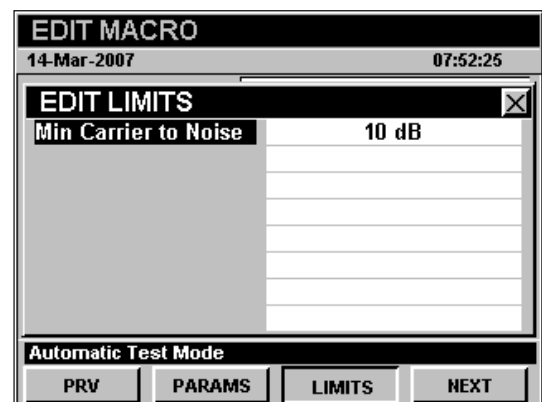 EDIT MACRO
14-Mar-2007 07:52:25
EDIT LIMITS
Min Carrier to Noise 10 dB
Automatic Test Mode
PRV PARAMS LIMITS NEXT